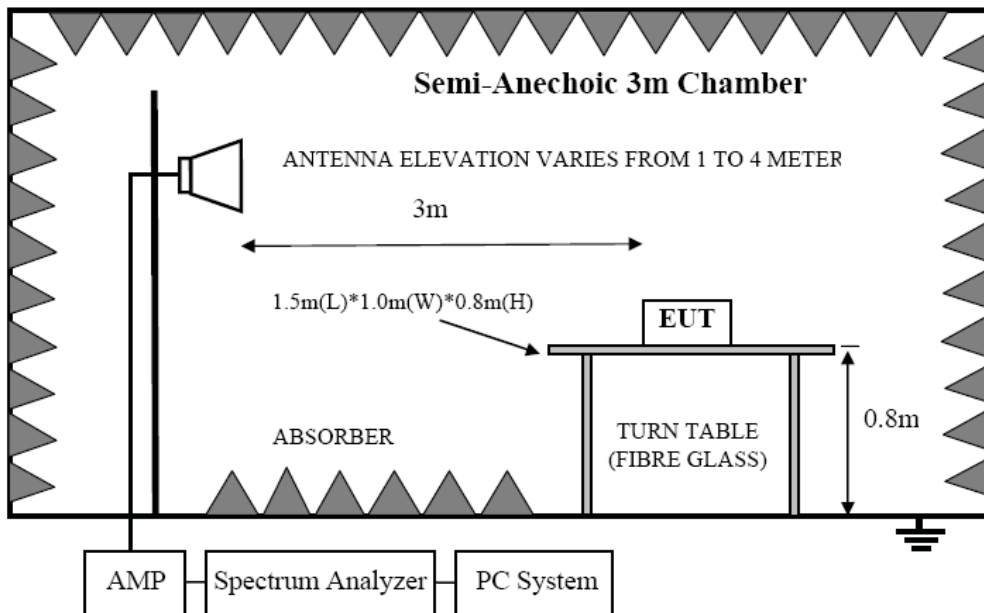 Semi-Anechoic 3m Chamber
ANTENNA ELEVATION VARIES FROM 1 TO 4 METER
3m
1.5m(L)*1.0m(W)*0.8m(H)
EUT
0.8m
ABSORBER
TURN TABLE
(FIBRE GLASS)
AMP
Spectrum Analyzer
PC System